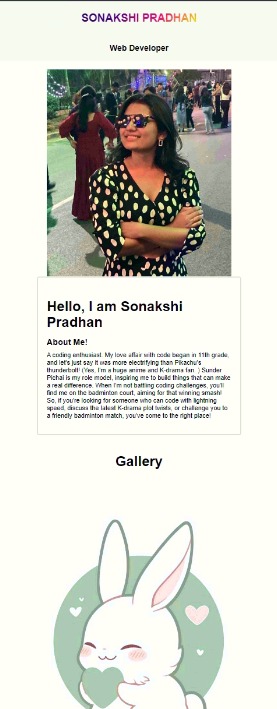 SONAKSHI PRADHAN
Web Developer
Hello, I am Sonakshi
Pradhan
About Me!
A coding enthusiast. My love affair with code began in 11th grade,
and let's just say it was more electrifying than Pikachu's
thunderbolt! (Yes, I'm a huge anime and K-drama fan. ) Sunder
Pichai is my role model, inspiring me to build things that can make
a real difference. When I'm not battling coding challenges, you'll
find me on the badminton court, aiming for that winning smash!
So, if you're looking for someone who can code with lightning
speed, discuss the latest K-drama plot twists, or challenge you to
a friendly badminton match, you've come to the right place!
Gallery